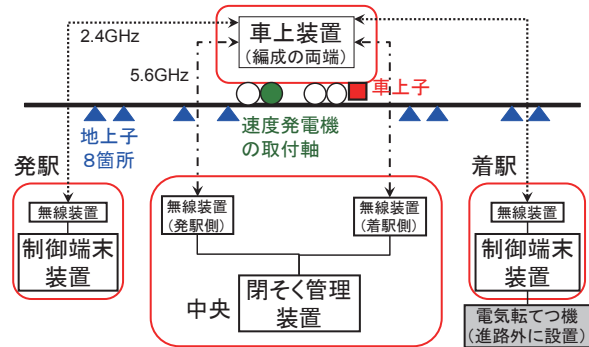 2.4GHz
車上装置
(編成の両端)
5.6GHz
車上子
地上子
8箇所
速度発電機
の取付軸
発駅
着駅
無線装置
制御端末
装置
無線装置
(発駅側)
無線装置
(着駅側)
中央
閉そく管理
装置
無線装置
制御端末
装置
電気転てつ機
(進路外に設置)